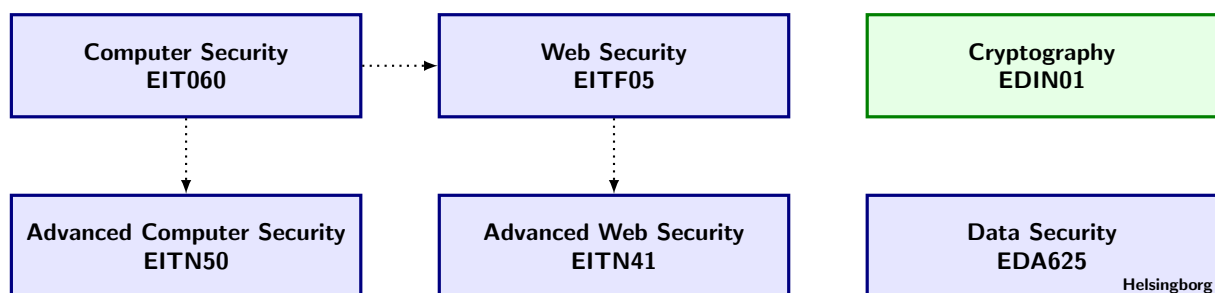 Computer Security
EIT060
Web Security
EITF05
Cryptography
EDIN01
Advanced Computer Security
EITN50
Advanced Web Security
EITN41
Data Security
EDA625
Helsingborg